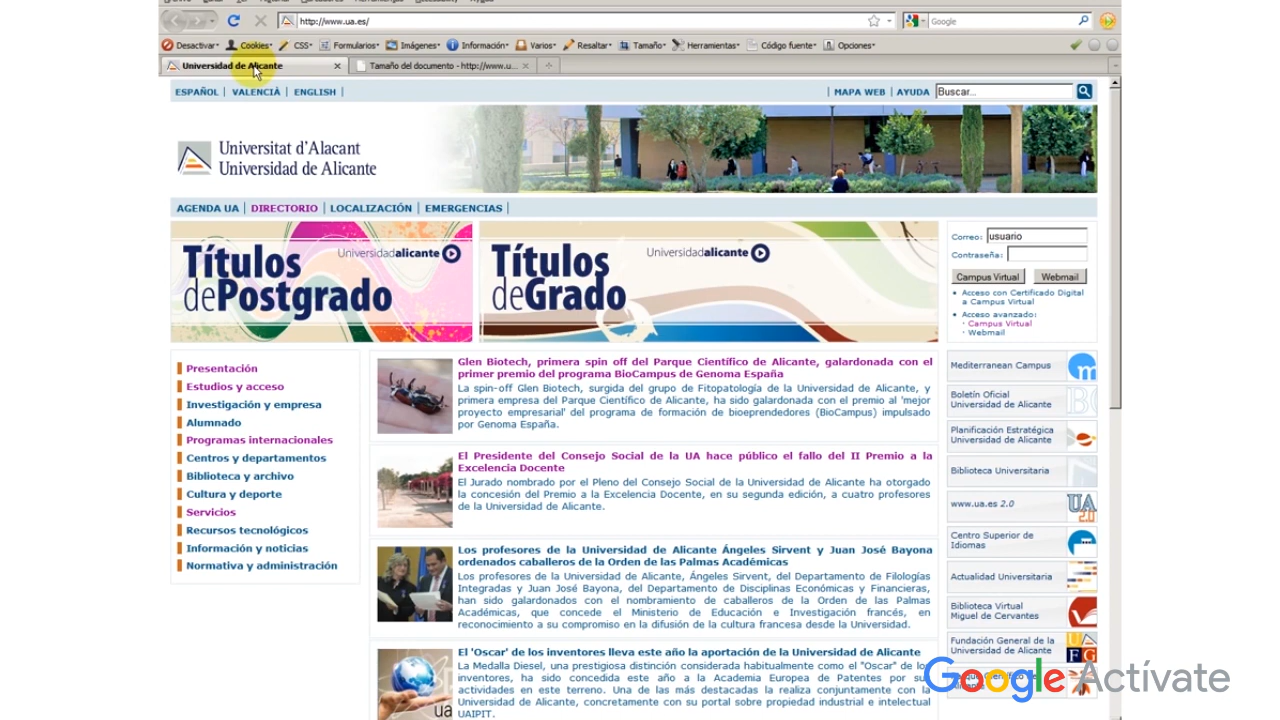 http://www.ua.es/
Google
Desactivar Cookies CSS Formularios Imágenes Información Varios Resaltar Tamaño Herramientas Código fuente Opciones
Universidad de Alicante
Tamaño del documento - http://www.u...
ESPAÑOL | VALENCIÀ | ENGLISH |
| MAPA WEB | AYUDA
Buscar...
Universitat d'Alacant
Universidad de Alicante
AGENDA UA | DIRECTORIO | LOCALIZACIÓN | EMERGENCIAS |
Universidadalicante
Títulos
dePostgrado
Universidadalicante
Títulos
deGrado
Correo: usuario
Contraseña:
Campus Virtual Webmail
• Acceso con Certificado Digital
a Campus Virtual
• Acceso avanzado:
· Campus Virtual
· Webmail
Presentación
Estudios y acceso
Investigación y empresa
Alumnado
Programas internacionales
Centros y departamentos
Biblioteca y archivo
Cultura y deporte
Servicios
Recursos tecnológicos
Información y noticias
Normativa y administración
Glen Biotech, primera spin off del Parque Científico de Alicante, galardonada con el
primer premio del programa BioCampus de Genoma España
La spin-off Glen Biotech, surgida del grupo de Fitopatología de la Universidad de Alicante, y
primera empresa del Parque Científico de Alicante, ha sido galardonada con el premio al 'mejor
proyecto empresarial' del programa de formación de bioeprendedores (BioCampus) impulsado
por Genoma España.
El Presidente del Consejo Social de la UA hace público el fallo del II Premio a la
Excelencia Docente
El Jurado nombrado por el Pleno del Consejo Social de la Universidad de Alicante ha otorgado
la concesión del Premio a la Excelencia Docente, en su segunda edición, a cuatro profesores
de la Universidad de Alicante.
Los profesores de la Universidad de Alicante Ángeles Sirvent y Juan José Bayona
ordenados caballeros de la Orden de las Palmas Académicas
Los profesores de la Universidad de Alicante, Ángeles Sirvent, del Departamento de Filologías
Integradas y Juan José Bayona, del Departamento de Disciplinas Económicas y Financieras,
han sido galardonados con el nombramiento de caballeros de la Orden de las Palmas
Académicas, que concede el Ministerio de Educación e Investigación francés, en
reconocimiento a su compromiso en la difusión de la cultura francesa desde la Universidad.
El 'Oscar' de los inventores lleva este año la aportación de la Universidad de Alicante
La Medalla Diesel, una prestigiosa distinción considerada habitualmente como el "Oscar" de los
inventores, ha sido concedida este año a la Academia Europea de Patentes por sus
actividades en este terreno. Una de las más destacadas la realiza conjuntamente con la
Universidad de Alicante, concretamente con su portal sobre propiedad industrial e intelectual
UAIPIT.
ua
Mediterranean Campus
Boletín Oficial
Universidad de Alicante
Planificación Estratégica
Universidad de Alicante
Biblioteca Universitaria
www.ua.es 2.0
UA
2.0
Centro Superior de
Idiomas
Actualidad Universitaria
Biblioteca Virtual
Miguel de Cervantes
Fundación General de la
Universidad de Alicante
U
F G
Google Actívate